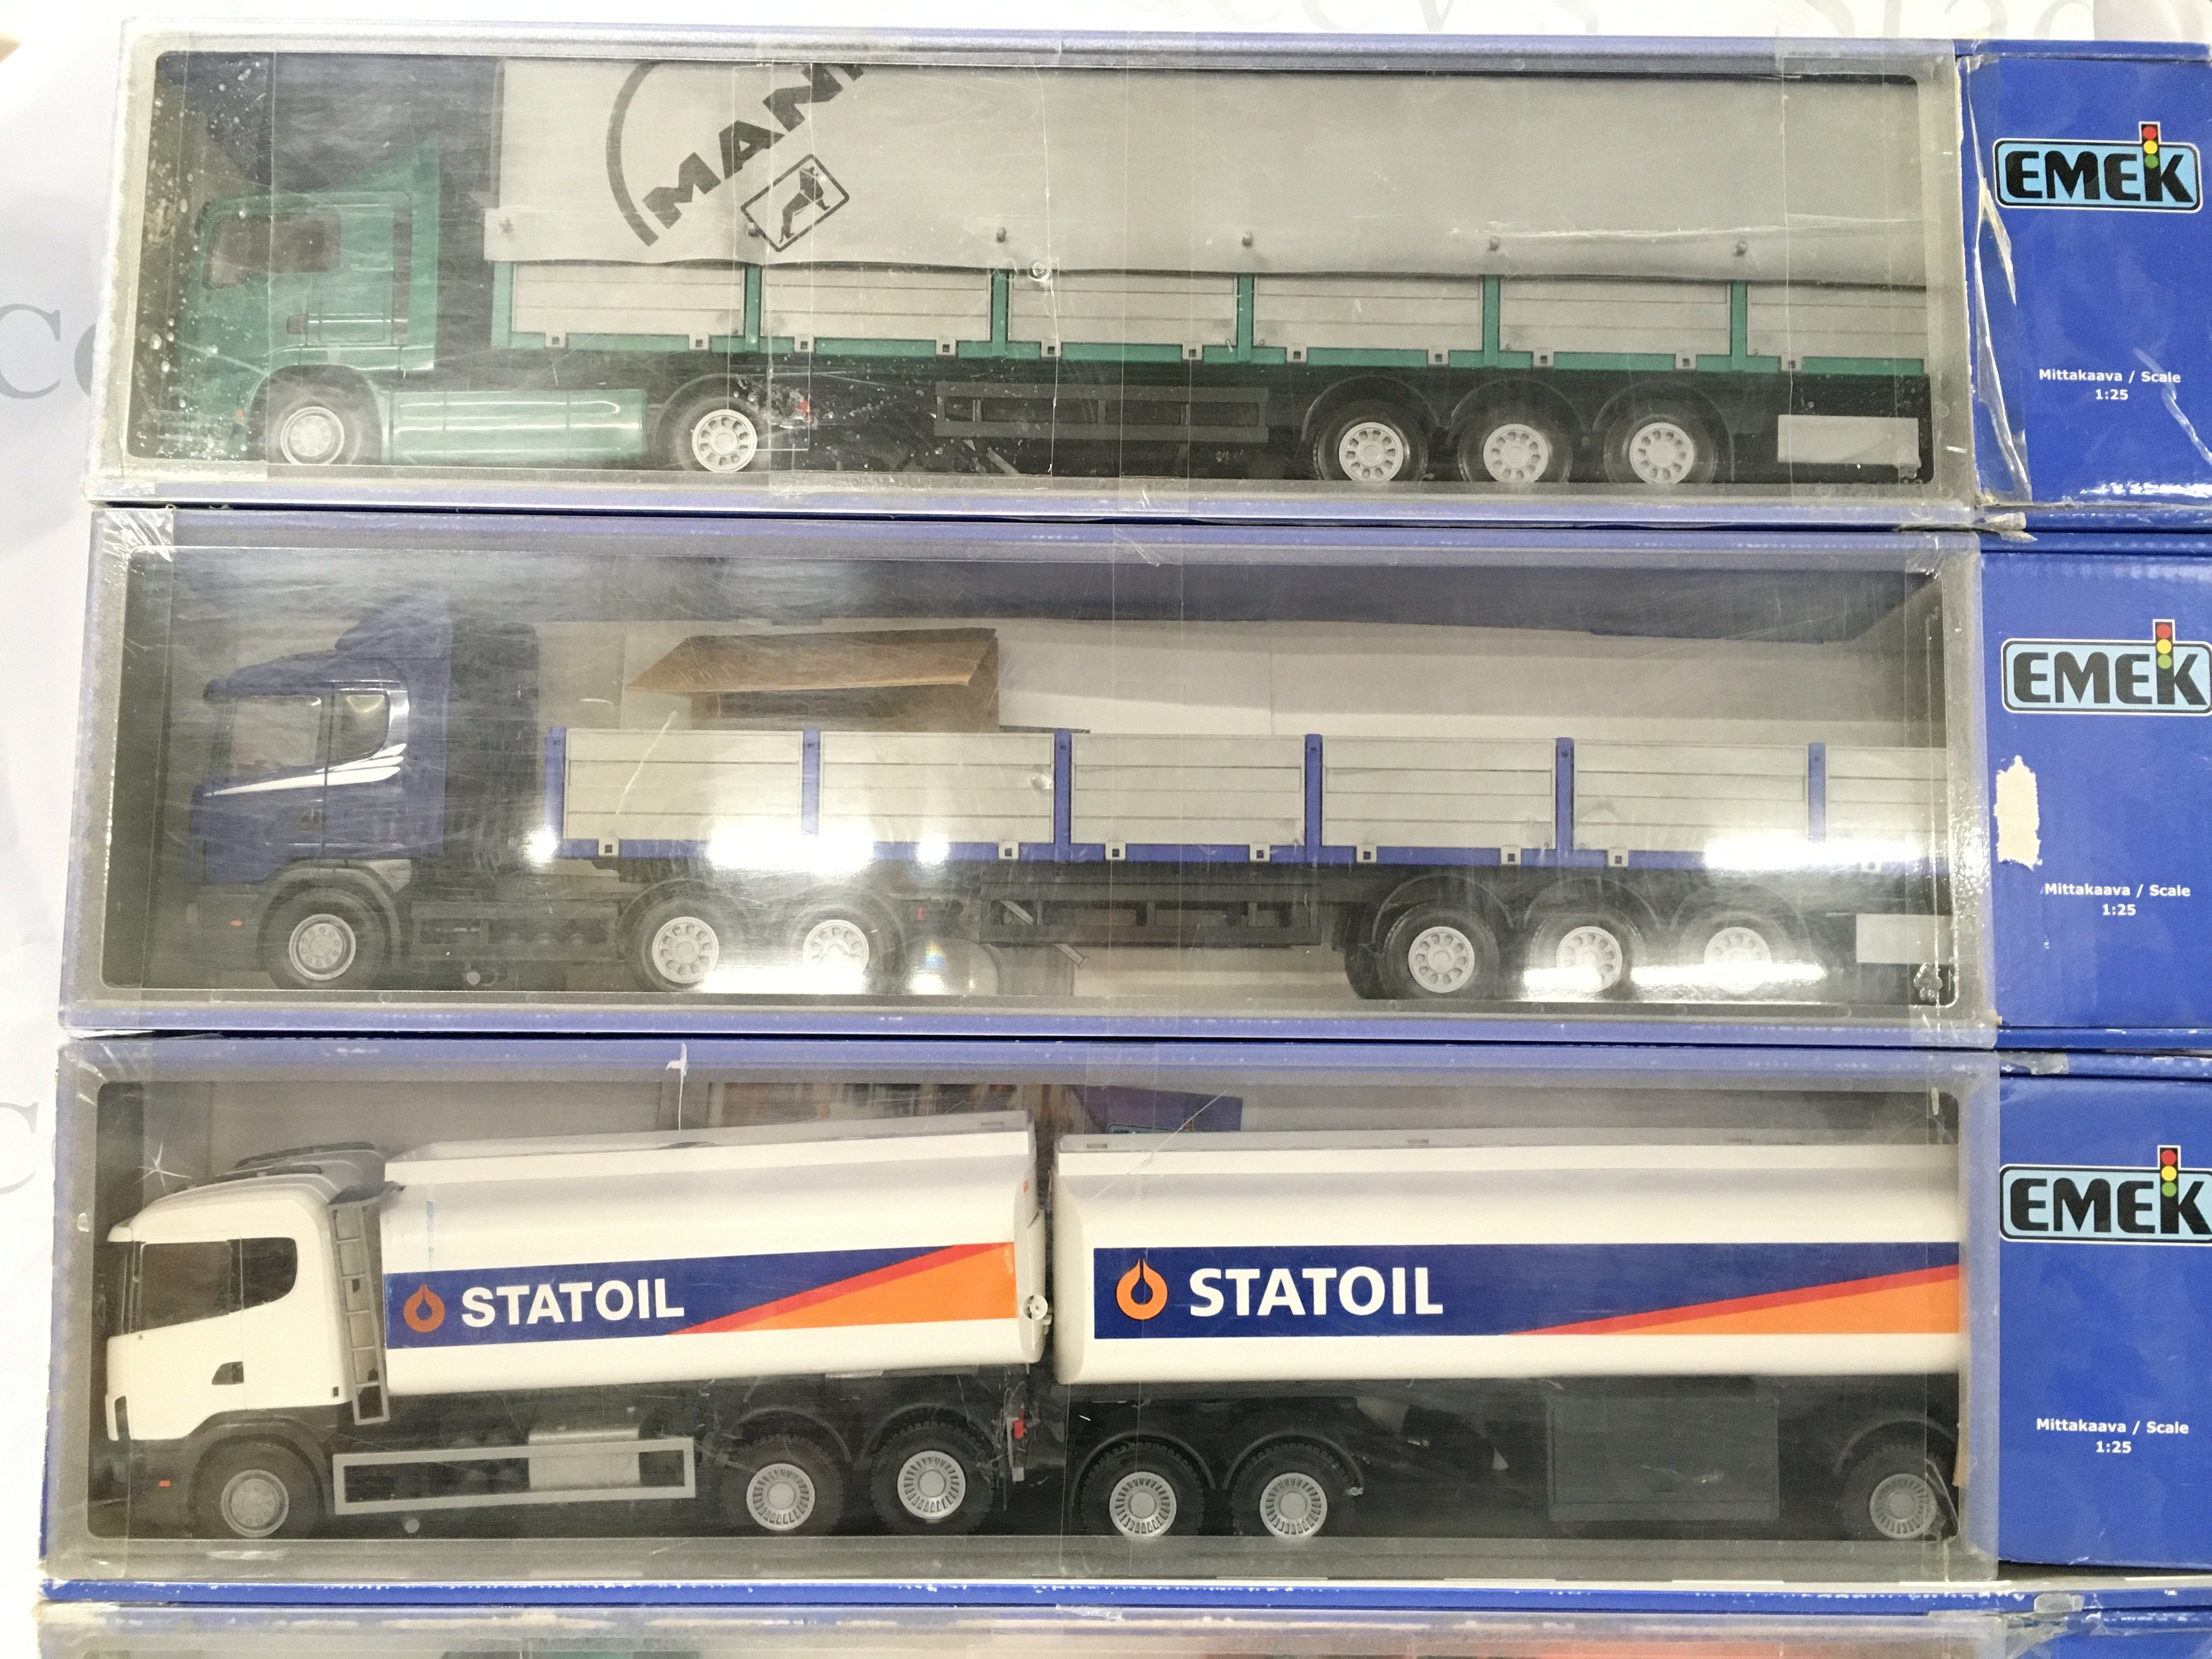 MAN
EMEK
Mittakaava / Scale
1:25
EMEK
Mittakaava / Scale
1:25
STATOIL
STATOIL
EMEK
Mittakaava / Scale
1:25